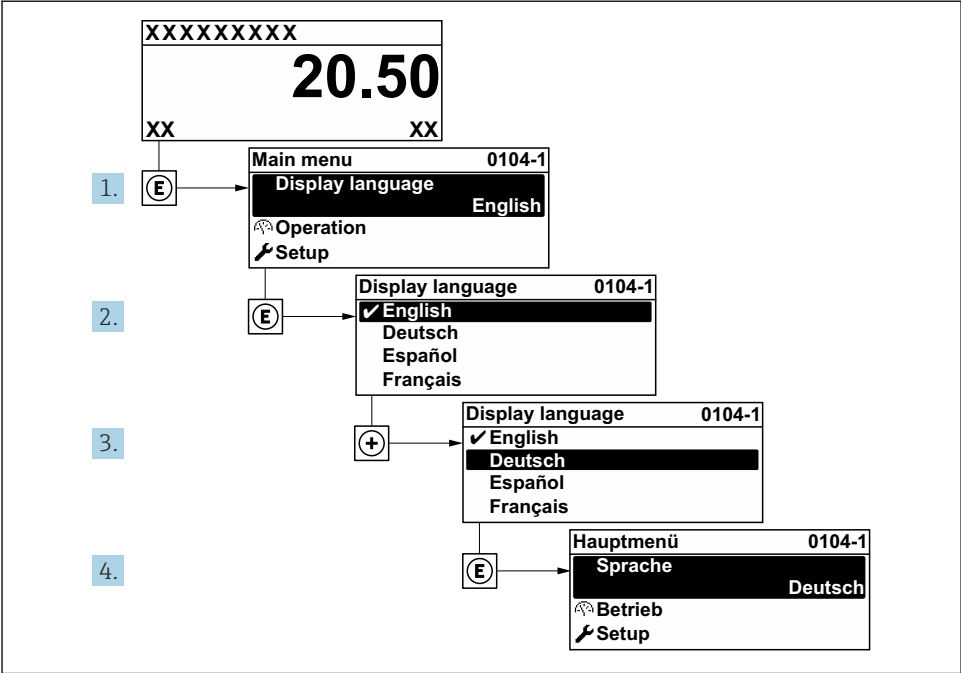 XXXXXXXXX
20.50
XX XX
Main menu 0104-1
1. E Display language
English
Operation
Setup
Display language 0104-1
2. E ✔English
Deutsch
Español
Français
Display language 0104-1
3. + ✔English
Deutsch
Español
Français
Hauptmenü 0104-1
4. E Sprache
Deutsch
Betrieb
Setup